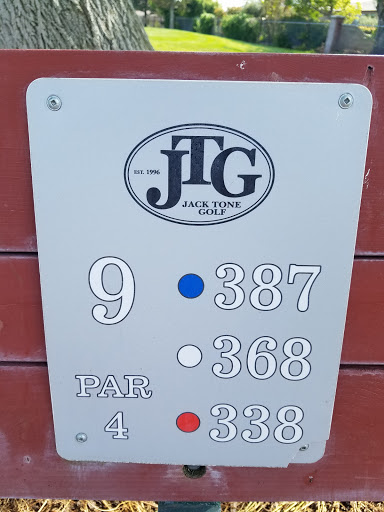 EST. 1996
JTG
JACK TONE
GOLF
9
387
368
PAR
4
338